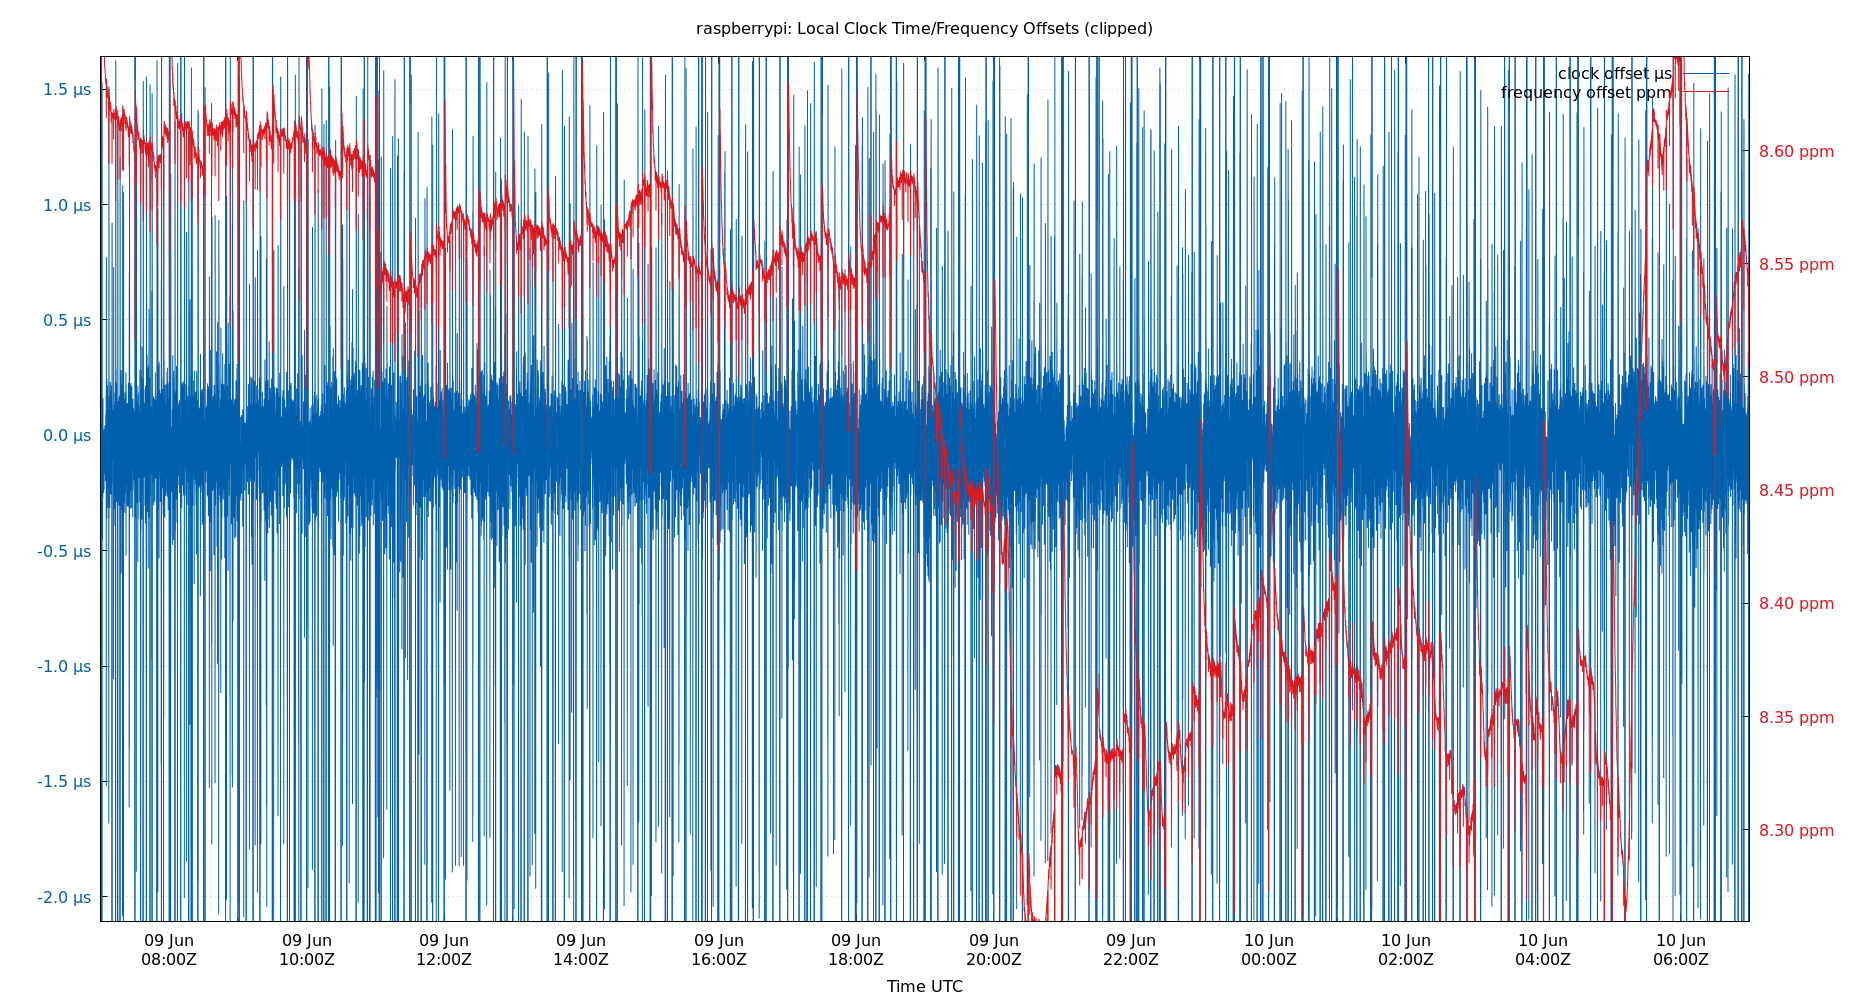 raspberrypi: Local Clock Time/Frequency Offsets (clipped)
clock offset µs
frequency offset ppm
1.5 µs
1.0 µs
0.5 µs
0.0 µs
-0.5 µs
-1.0 µs
-1.5 µs
-2.0 µs
8.60 ppm
8.55 ppm
8.50 ppm
8.45 ppm
8.40 ppm
8.35 ppm
8.30 ppm
09 Jun 09 Jun 09 Jun 09 Jun 09 Jun 09 Jun 09 Jun 09 Jun 10 Jun 10 Jun 10 Jun 10 Jun
08:00Z 10:00Z 12:00Z 14:00Z 16:00Z 18:00Z 20:00Z 22:00Z 00:00Z 02:00Z 04:00Z 06:00Z
Time UTC